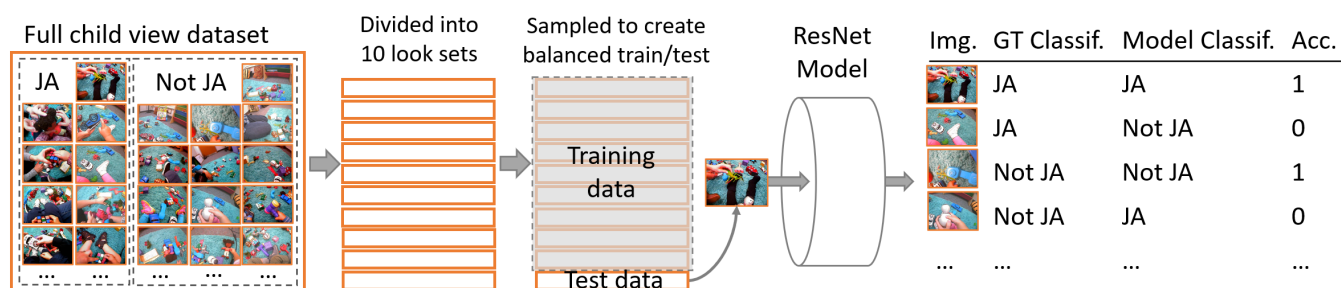 Full child view dataset
JA
Not JA
...
...
...
...
...
Divided into
10 look sets
Sampled to create
balanced train/test
Training
data
Test data
ResNet
Model
Img. GT Classif. Model Classif. Acc.
JA JA 1
JA Not JA 0
Not JA Not JA 1
Not JA JA 0
... ... ... ...